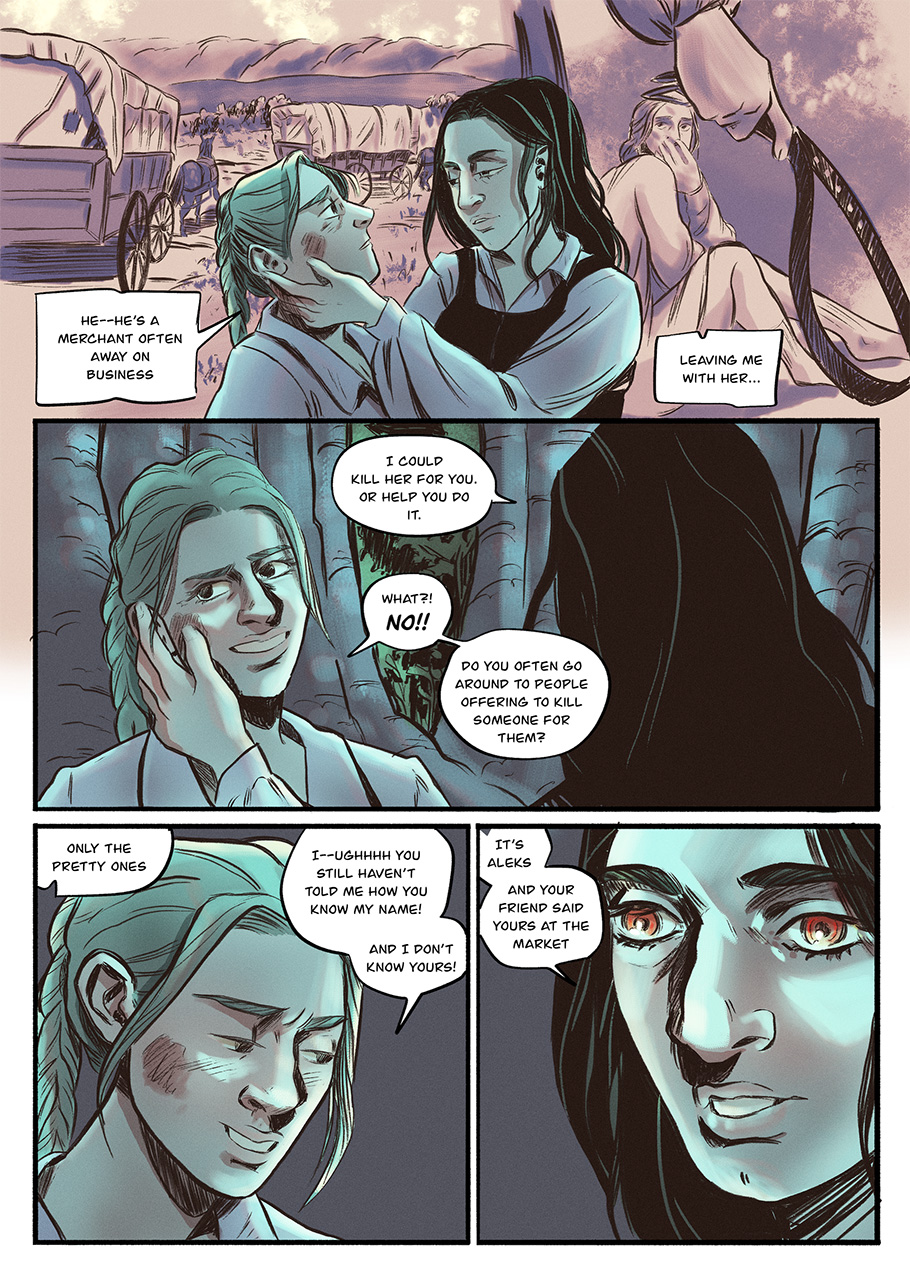 HE--HE'S A
MERCHANT OFTEN
AWAY ON
BUSINESS
LEAVING ME
WITH HER...
I COULD
KILL HER FOR YOU.
OR HELP YOU DO
IT.
WHAT?!
NO!!
DO YOU OFTEN GO
AROUND TO PEOPLE
OFFERING TO KILL
SOMEONE FOR
THEM?
ONLY THE
PRETTY ONES
I--UGHHHH YOU
STILL HAVEN'T
TOLD ME HOW YOU
KNOW MY NAME!
AND I DON'T
KNOW YOURS!
IT'S
ALEKS
AND YOUR
FRIEND SAID
YOURS AT THE
MARKET